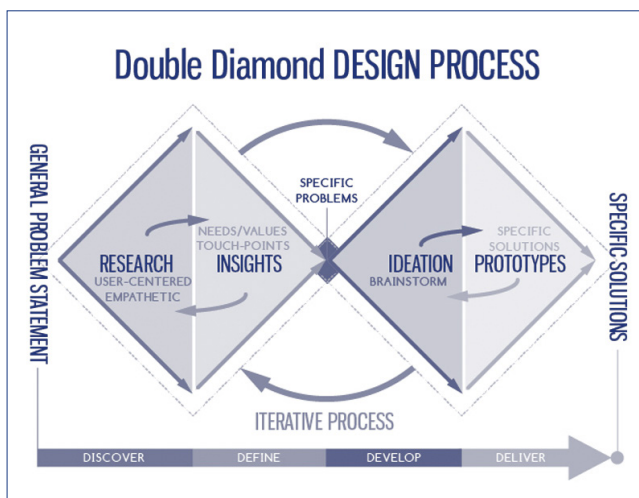 Double Diamond DESIGN PROCESS
GENERAL PROBLEM STATEMENT
SPECIFIC
PROBLEMS
RESEARCH
USER-CENTERED
EMPATHETIC
NEEDS/VALUES
TOUCH-POINTS
INSIGHTS
IDEATION
BRAINSTORM
SPECIFIC
SOLUTIONS
PROTOTYPES
SPECIFIC SOLUTIONS
ITERATIVE PROCESS
DISCOVER
DEFINE
DEVELOP
DELIVER